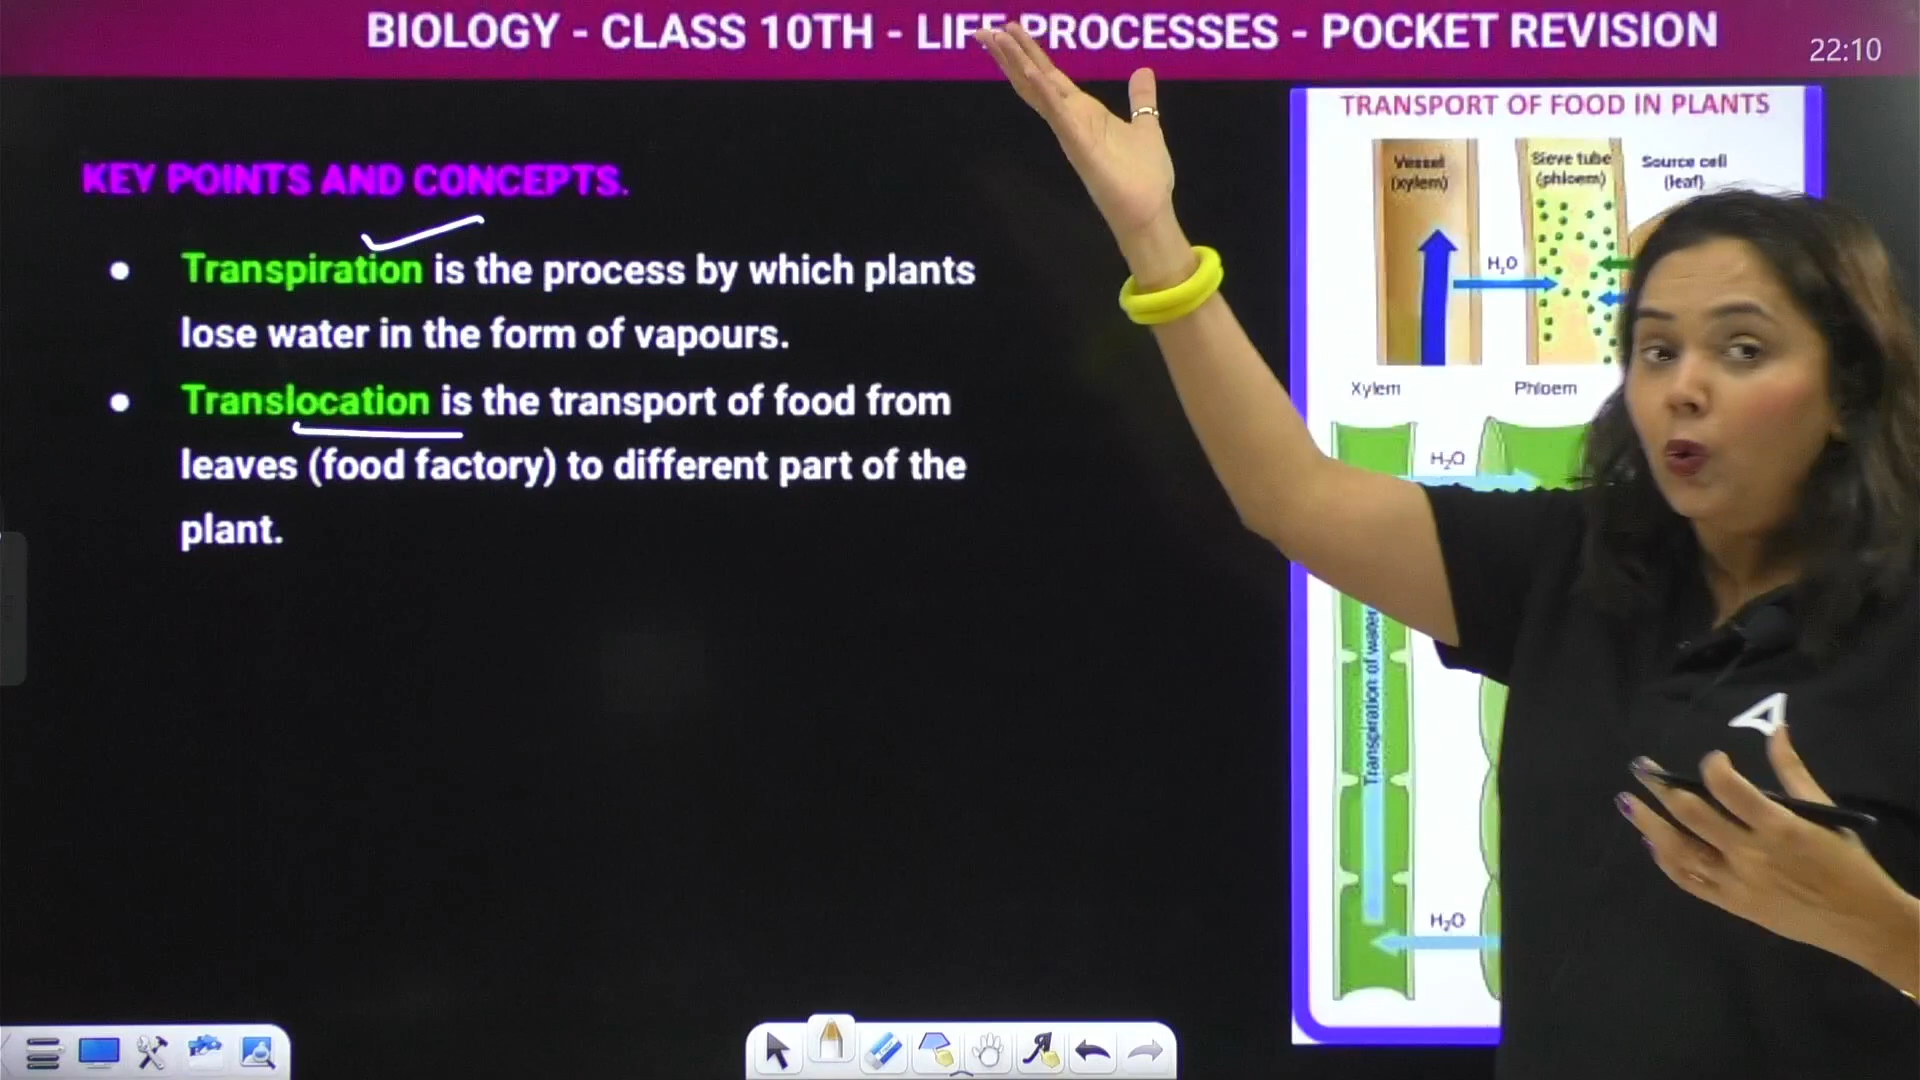 BIOLOGY - CLASS 10TH - LIFE PROCESSES - POCKET REVISION
22:10
KEY POINTS AND CONCEPTS.
Transpiration is the process by which plants
lose water in the form of vapours.
Translocation is the transport of food from
leaves (food factory) to different part of the
plant.
TRANSPORT OF FOOD IN PLANTS
Vessel
(xylem)
Sieve tube
(phloem)
Source cell
(leaf)
H₂O
Xylem
Phloem
H₂O
Transpiration of water
H₂O